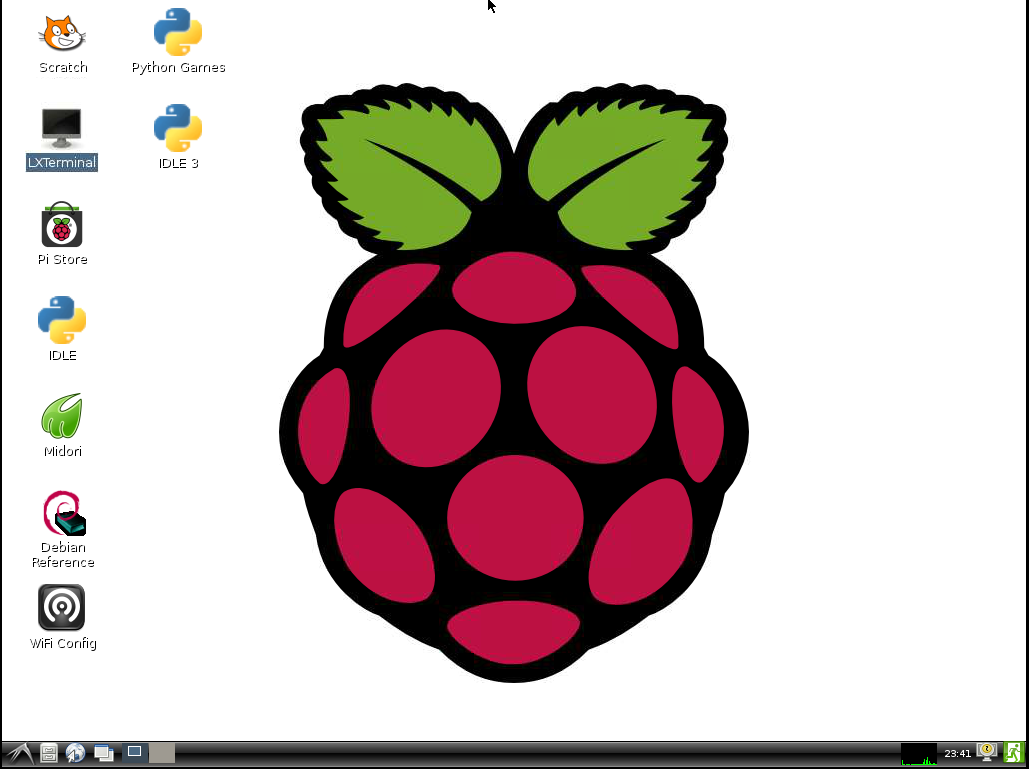 Scratch
Python Games
LXTerminal
IDLE 3
Pi Store
IDLE
Midori
Debian
Reference
WiFi Config
23:41